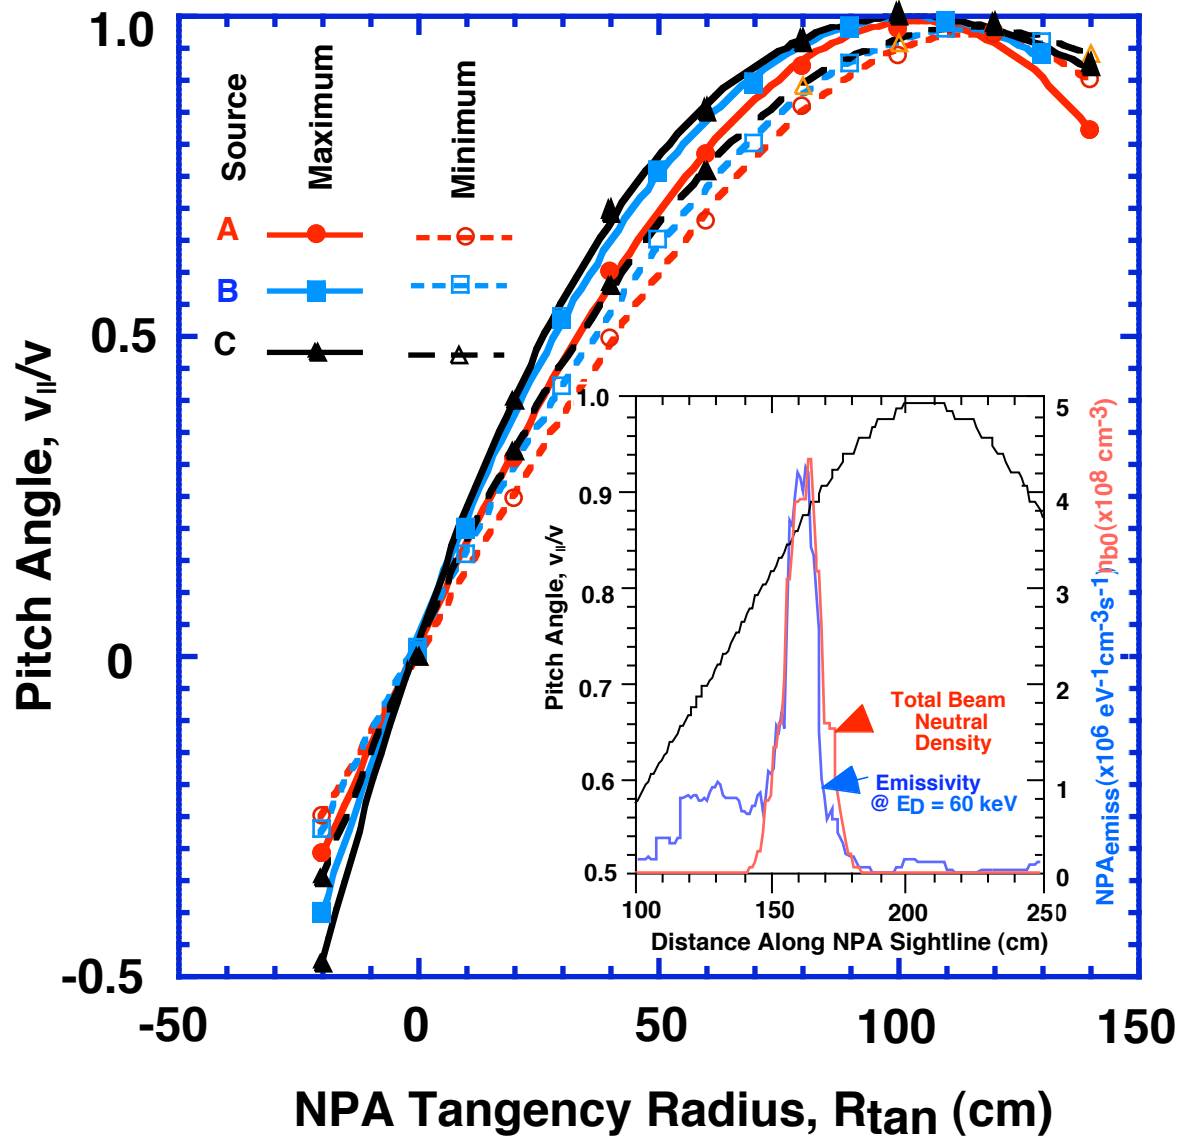 1.0
0.5
0
-0.5
Pitch Angle, v||/v
-50
0
50
100
150
NPA Tangency Radius, Rtan (cm)
Source
Maximum
Minimum
A
B
C
1.0
0.9
0.8
0.7
0.6
0.5
Pitch Angle, v||/v
100
150
200
250
Distance Along NPA Sightline (cm)
5
4
3
2
1
0
Total Beam
Neutral
Density
Emissivity
@ ED = 60 keV
NPAemiss(x10⁶ eV-1cm-3s-1)
nb0(x10⁸ cm-3)